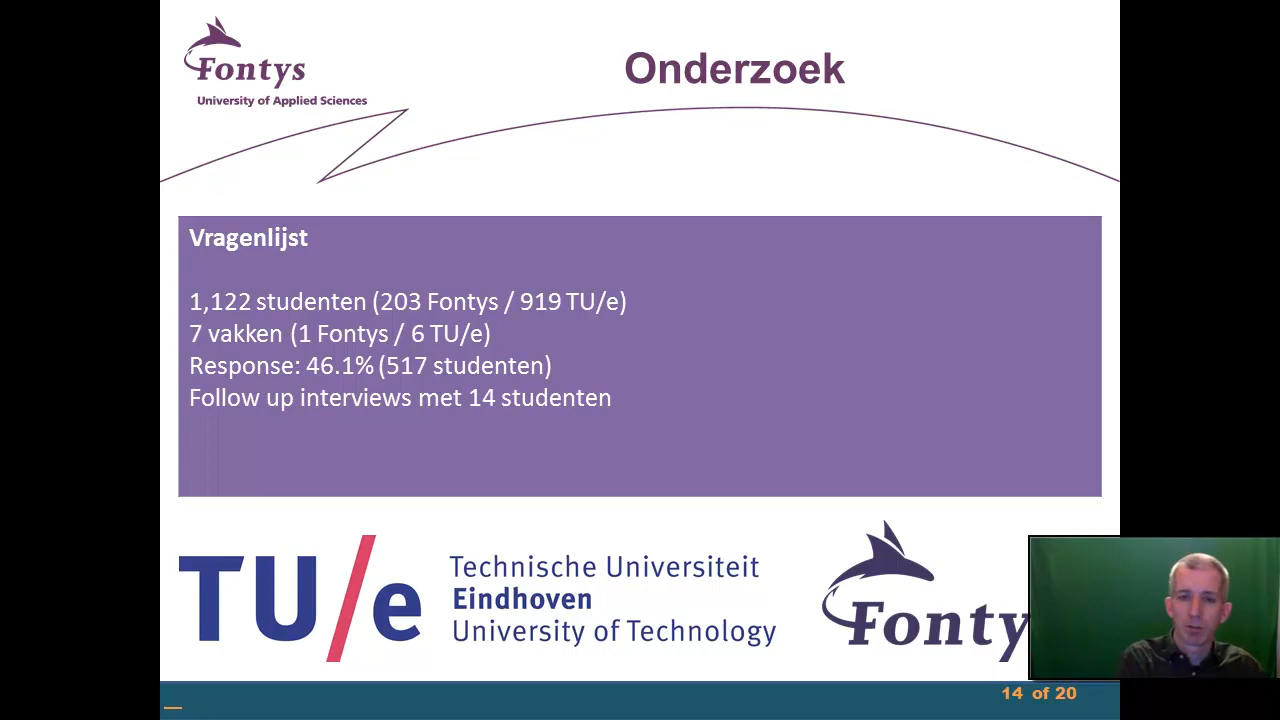 Fontys
University of Applied Sciences
Onderzoek
Vragenlijst
1,122 studenten (203 Fontys / 919 TU/e)
7 vakken (1 Fontys / 6 TU/e)
Response: 46.1% (517 studenten)
Follow up interviews met 14 studenten
TU/e
Technische Universiteit
Eindhoven
University of Technology
Fonty
14 of 20